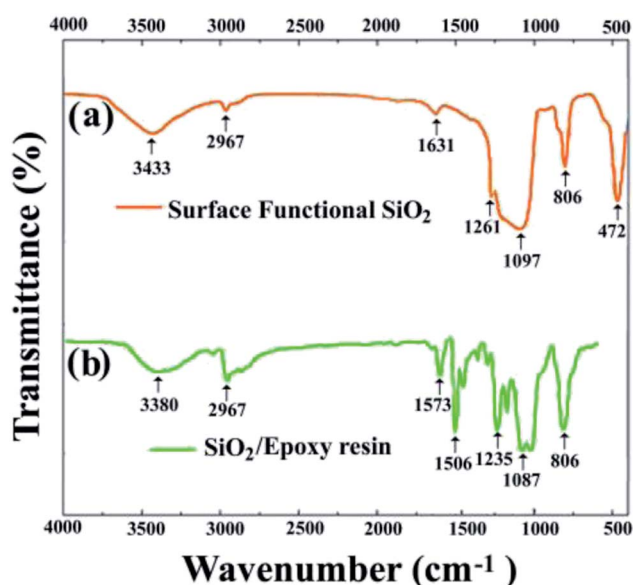 4000 3500 3000 2500 2000 1500 1000 500
(a)
3433
2967
1631
1261
1097
806
472
Surface Functional SiO₂
Transmittance (%)
(b)
3380
2967
1573
1506
1235
1087
806
SiO₂/Epoxy resin
4000 3500 3000 2500 2000 1500 1000 500
Wavenumber (cm⁻¹ )